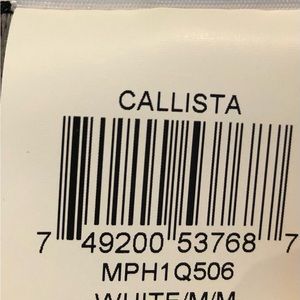 CALLISTA
7 49200 53768 7
MPH1Q506
WHITE/M/M